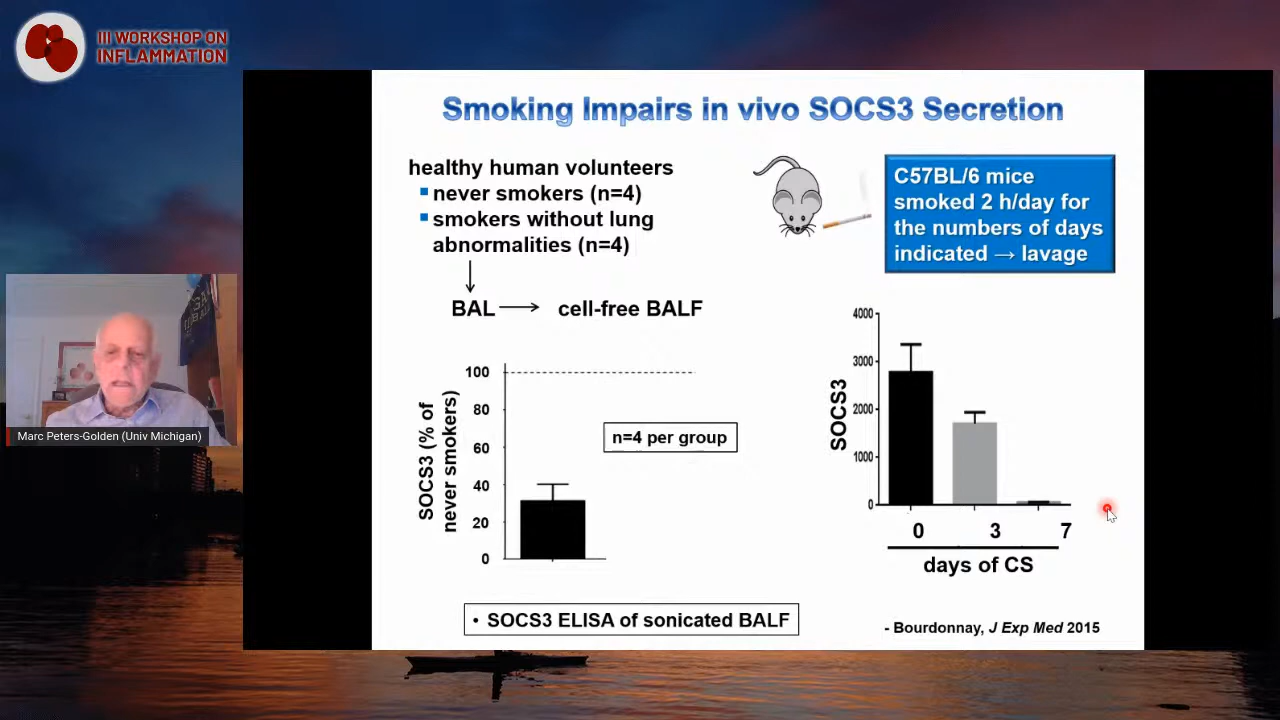 III WORKSHOP ON
INFLAMMATION
Smoking Impairs in vivo SOCS3 Secretion
healthy human volunteers
▪ never smokers (n=4)
▪ smokers without lung
abnormalities (n=4)
BAL → cell-free BALF
C57BL/6 mice
smoked 2 h/day for
the numbers of days
indicated → lavage
SOCS3 (% of
never smokers)
100
80
60
40
20
0
n=4 per group
SOCS3
4000
3000
2000
1000
0
0 3 7
days of CS
• SOCS3 ELISA of sonicated BALF
- Bourdonnay, J Exp Med 2015
Marc Peters-Golden (Univ Michigan)